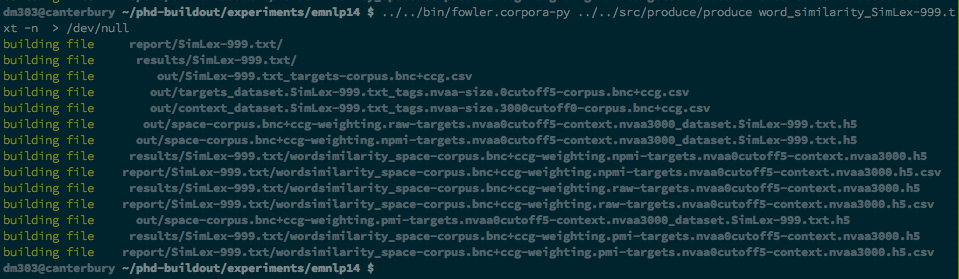 dm303@canterbury ~/phd-buildout/experiments/emnlp14 $ ../../bin/fowler.corpora-py ../../src/produce/produce word_similarity_SimLex-999.t
xt -n > /dev/null
building file report/SimLex-999.txt/
building file results/SimLex-999.txt/
building file out/SimLex-999.txt_targets-corpus.bnc+ccg.csv
building file out/targets_dataset.SimLex-999.txt_tags.nvaa-size.0cutoff5-corpus.bnc+ccg.csv
building file out/context_dataset.SimLex-999.txt_tags.nvaa-size.3000cutoff0-corpus.bnc+ccg.csv
building file out/space-corpus.bnc+ccg-weighting.raw-targets.nvaa0cutoff5-context.nvaa3000_dataset.SimLex-999.txt.h5
building file out/space-corpus.bnc+ccg-weighting.npmi-targets.nvaa0cutoff5-context.nvaa3000_dataset.SimLex-999.txt.h5
building file results/SimLex-999.txt/wordsimilarity_space-corpus.bnc+ccg-weighting.npmi-targets.nvaa0cutoff5-context.nvaa3000.h5
building file report/SimLex-999.txt/wordsimilarity_space-corpus.bnc+ccg-weighting.npmi-targets.nvaa0cutoff5-context.nvaa3000.h5.csv
building file results/SimLex-999.txt/wordsimilarity_space-corpus.bnc+ccg-weighting.raw-targets.nvaa0cutoff5-context.nvaa3000.h5
building file report/SimLex-999.txt/wordsimilarity_space-corpus.bnc+ccg-weighting.raw-targets.nvaa0cutoff5-context.nvaa3000.h5.csv
building file out/space-corpus.bnc+ccg-weighting.pmi-targets.nvaa0cutoff5-context.nvaa3000_dataset.SimLex-999.txt.h5
building file results/SimLex-999.txt/wordsimilarity_space-corpus.bnc+ccg-weighting.pmi-targets.nvaa0cutoff5-context.nvaa3000.h5
building file report/SimLex-999.txt/wordsimilarity_space-corpus.bnc+ccg-weighting.pmi-targets.nvaa0cutoff5-context.nvaa3000.h5.csv
dm303@canterbury ~/phd-buildout/experiments/emnlp14 $